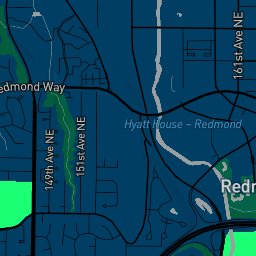 161st Ave NE
edmond Way
Hyatt House – Redmond
149th Ave NE
151st Ave NE
Redm